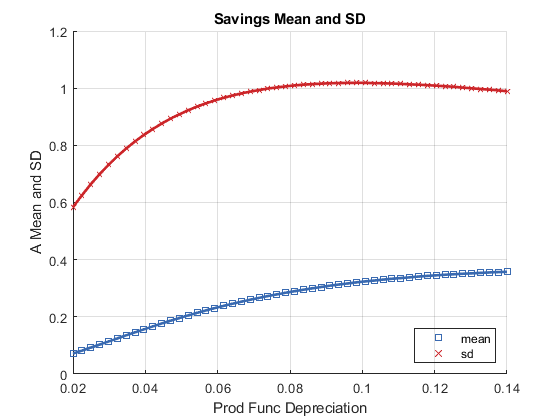 Savings Mean and SD
A Mean and SD
1.2
1
0.8
0.6
0.4
0.2
0
0.02 0.04 0.06 0.08 0.1 0.12 0.14
Prod Func Depreciation
mean
sd